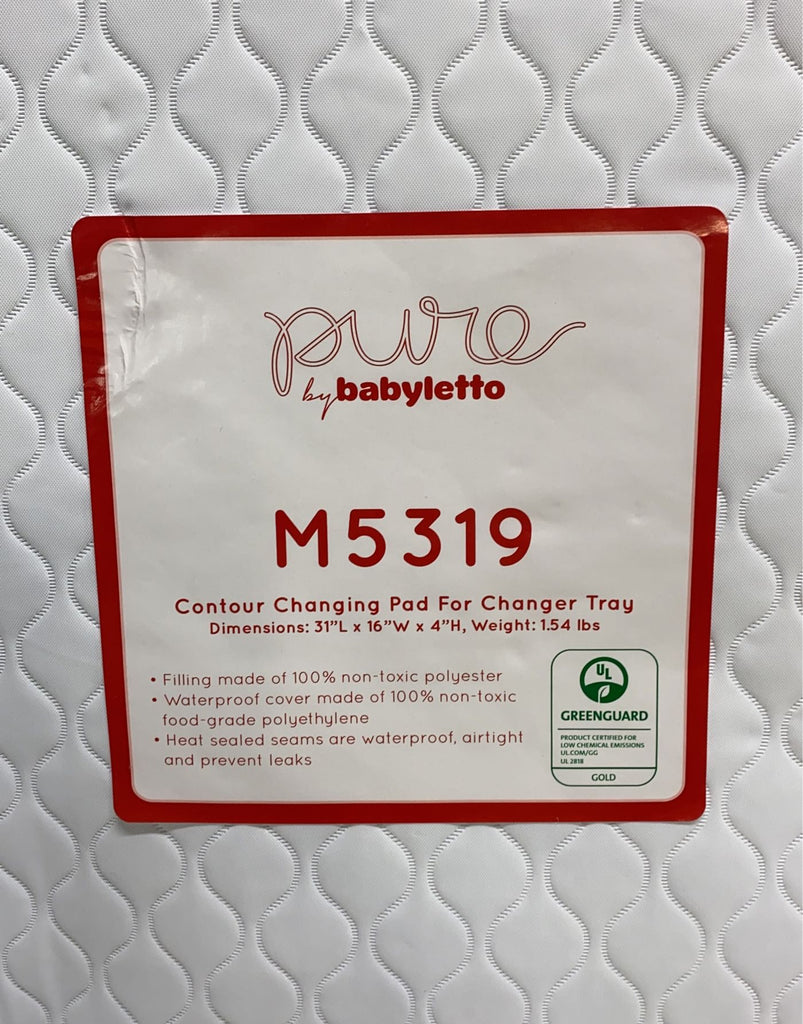 pure
by babyletto
M5319
Contour Changing Pad For Changer Tray
Dimensions: 31"L x 16"W x 4"H, Weight: 1.54 lbs
• Filling made of 100% non-toxic polyester
• Waterproof cover made of 100% non-toxic
food-grade polyethylene
• Heat sealed seams are waterproof, airtight
and prevent leaks
UL
GREENGUARD
PRODUCT CERTIFIED FOR
LOW CHEMICAL EMISSIONS
UL.COM/GG
UL 2818
GOLD